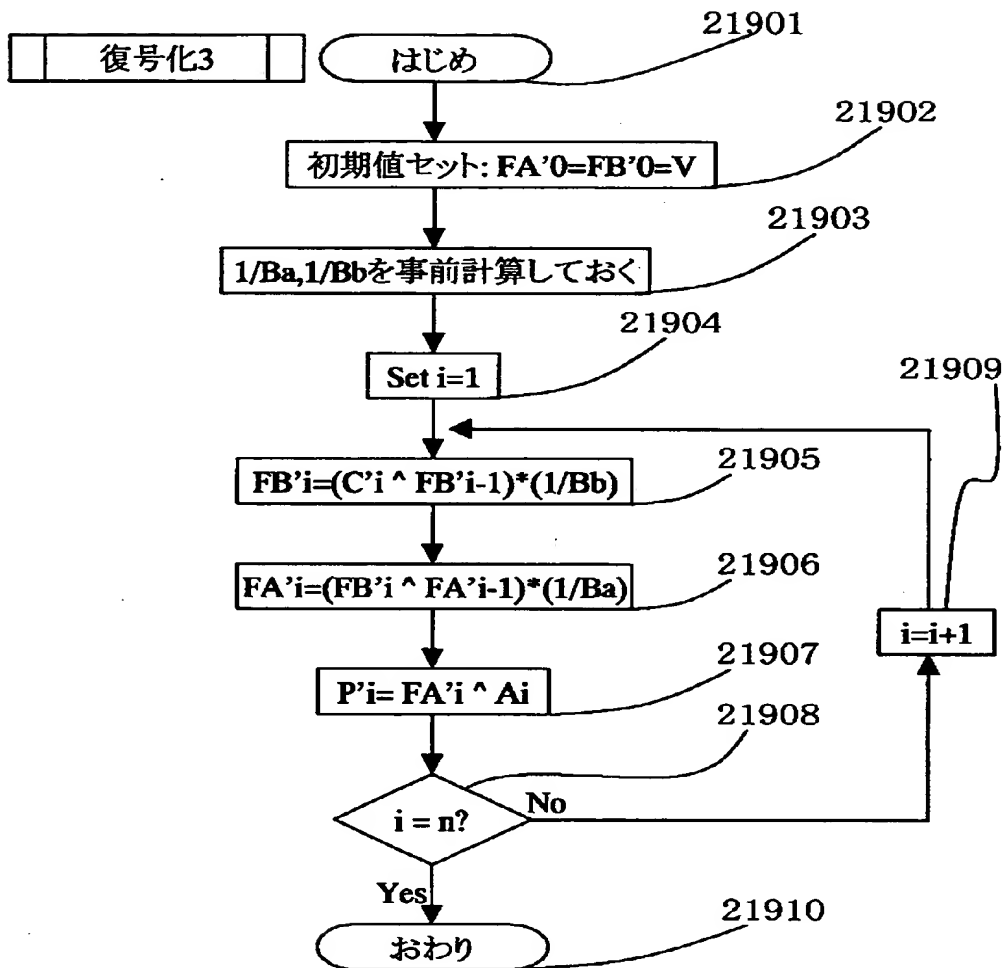 復号化3
はじめ
21901
初期値セット: FA'0=FB'0=V
21902
1/Ba,1/Bbを事前計算しておく
21903
Set i=1
21904
21909
FB'i=(C'i ^ FB'i-1)*(1/Bb)
21905
FA'i=(FB'i ^ FA'i-1)*(1/Ba)
21906
i=i+1
P'i= FA'i ^ Ai
21907
21908
i = n?
No
Yes
おわり
21910